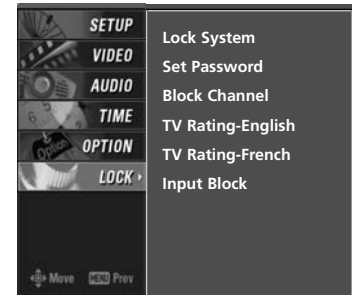 SETUP
VIDEO
AUDIO
TIME
OPTION
LOCK
Move MENU Prev
Lock System
Set Password
Block Channel
TV Rating-English
TV Rating-French
Input Block